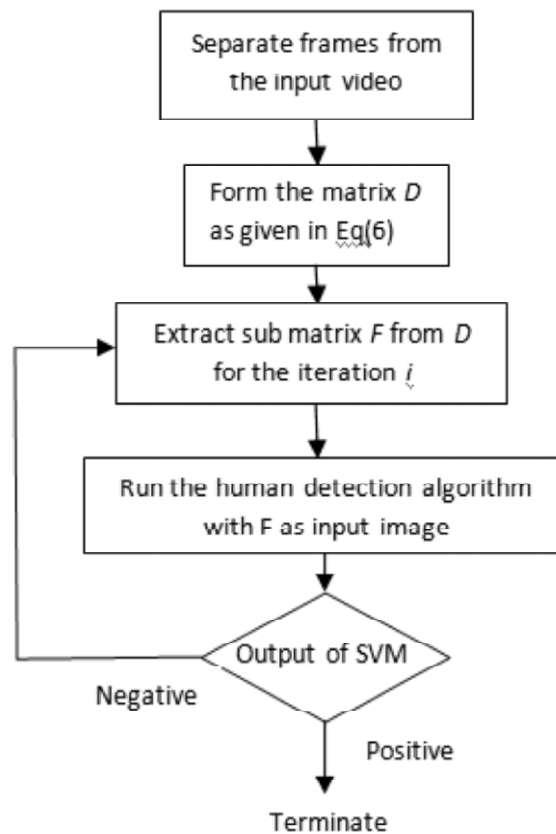 Separate frames from
the input video
Form the matrix D
as given in Eq(6)
Extract sub matrix F from D
for the iteration i
Run the human detection algorithm
with F as input image
Output of SVM
Negative
Positive
Terminate